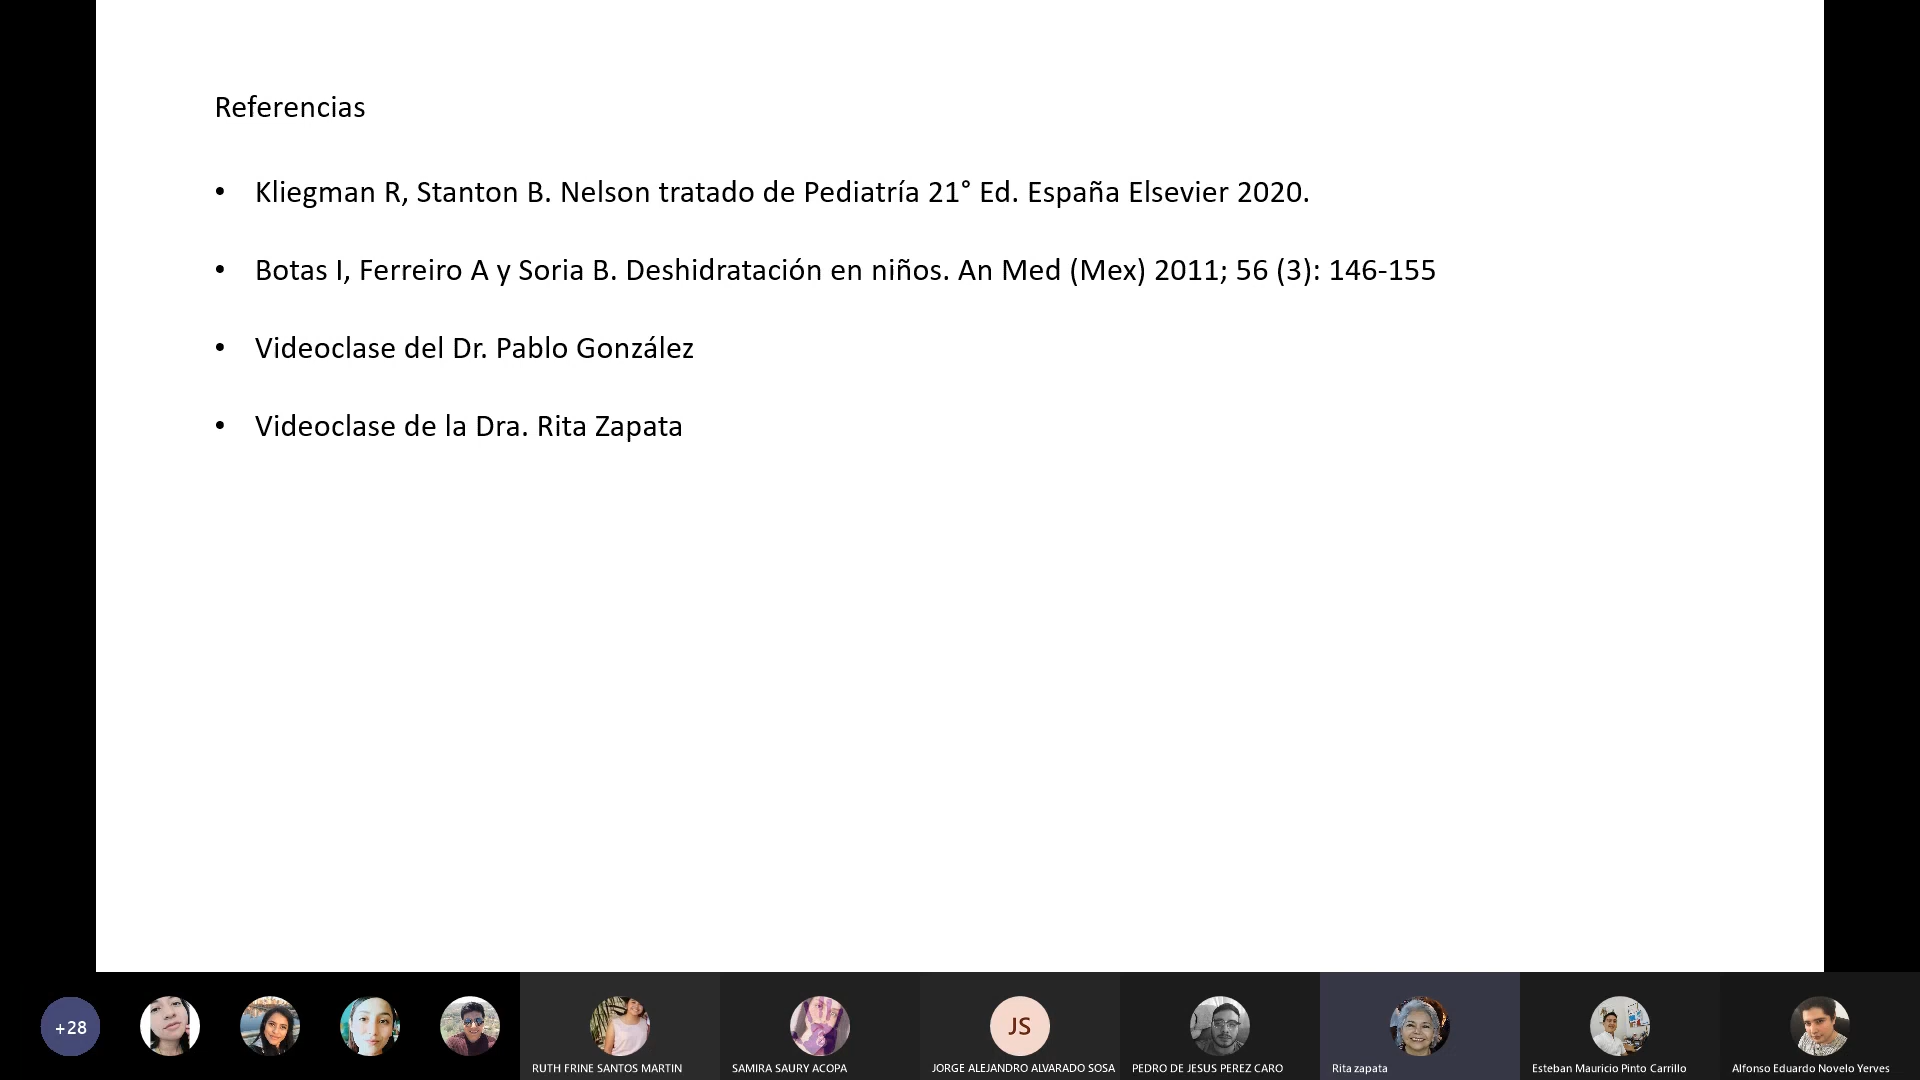 Referencias
• Kliegman R, Stanton B. Nelson tratado de Pediatría 21° Ed. España Elsevier 2020.
• Botas I, Ferreiro A y Soria B. Deshidratación en niños. An Med (Mex) 2011; 56 (3): 146-155
• Videoclase del Dr. Pablo González
• Videoclase de la Dra. Rita Zapata
+28
JS
RUTH FRINE SANTOS MARTIN
SAMIRA SAURY ACOPA
JORGE ALEJANDRO ALVARADO SOSA
PEDRO DE JESUS PEREZ CARO
Rita zapata
Esteban Mauricio Pinto Carrillo
Alfonso Eduardo Novelo Yerves